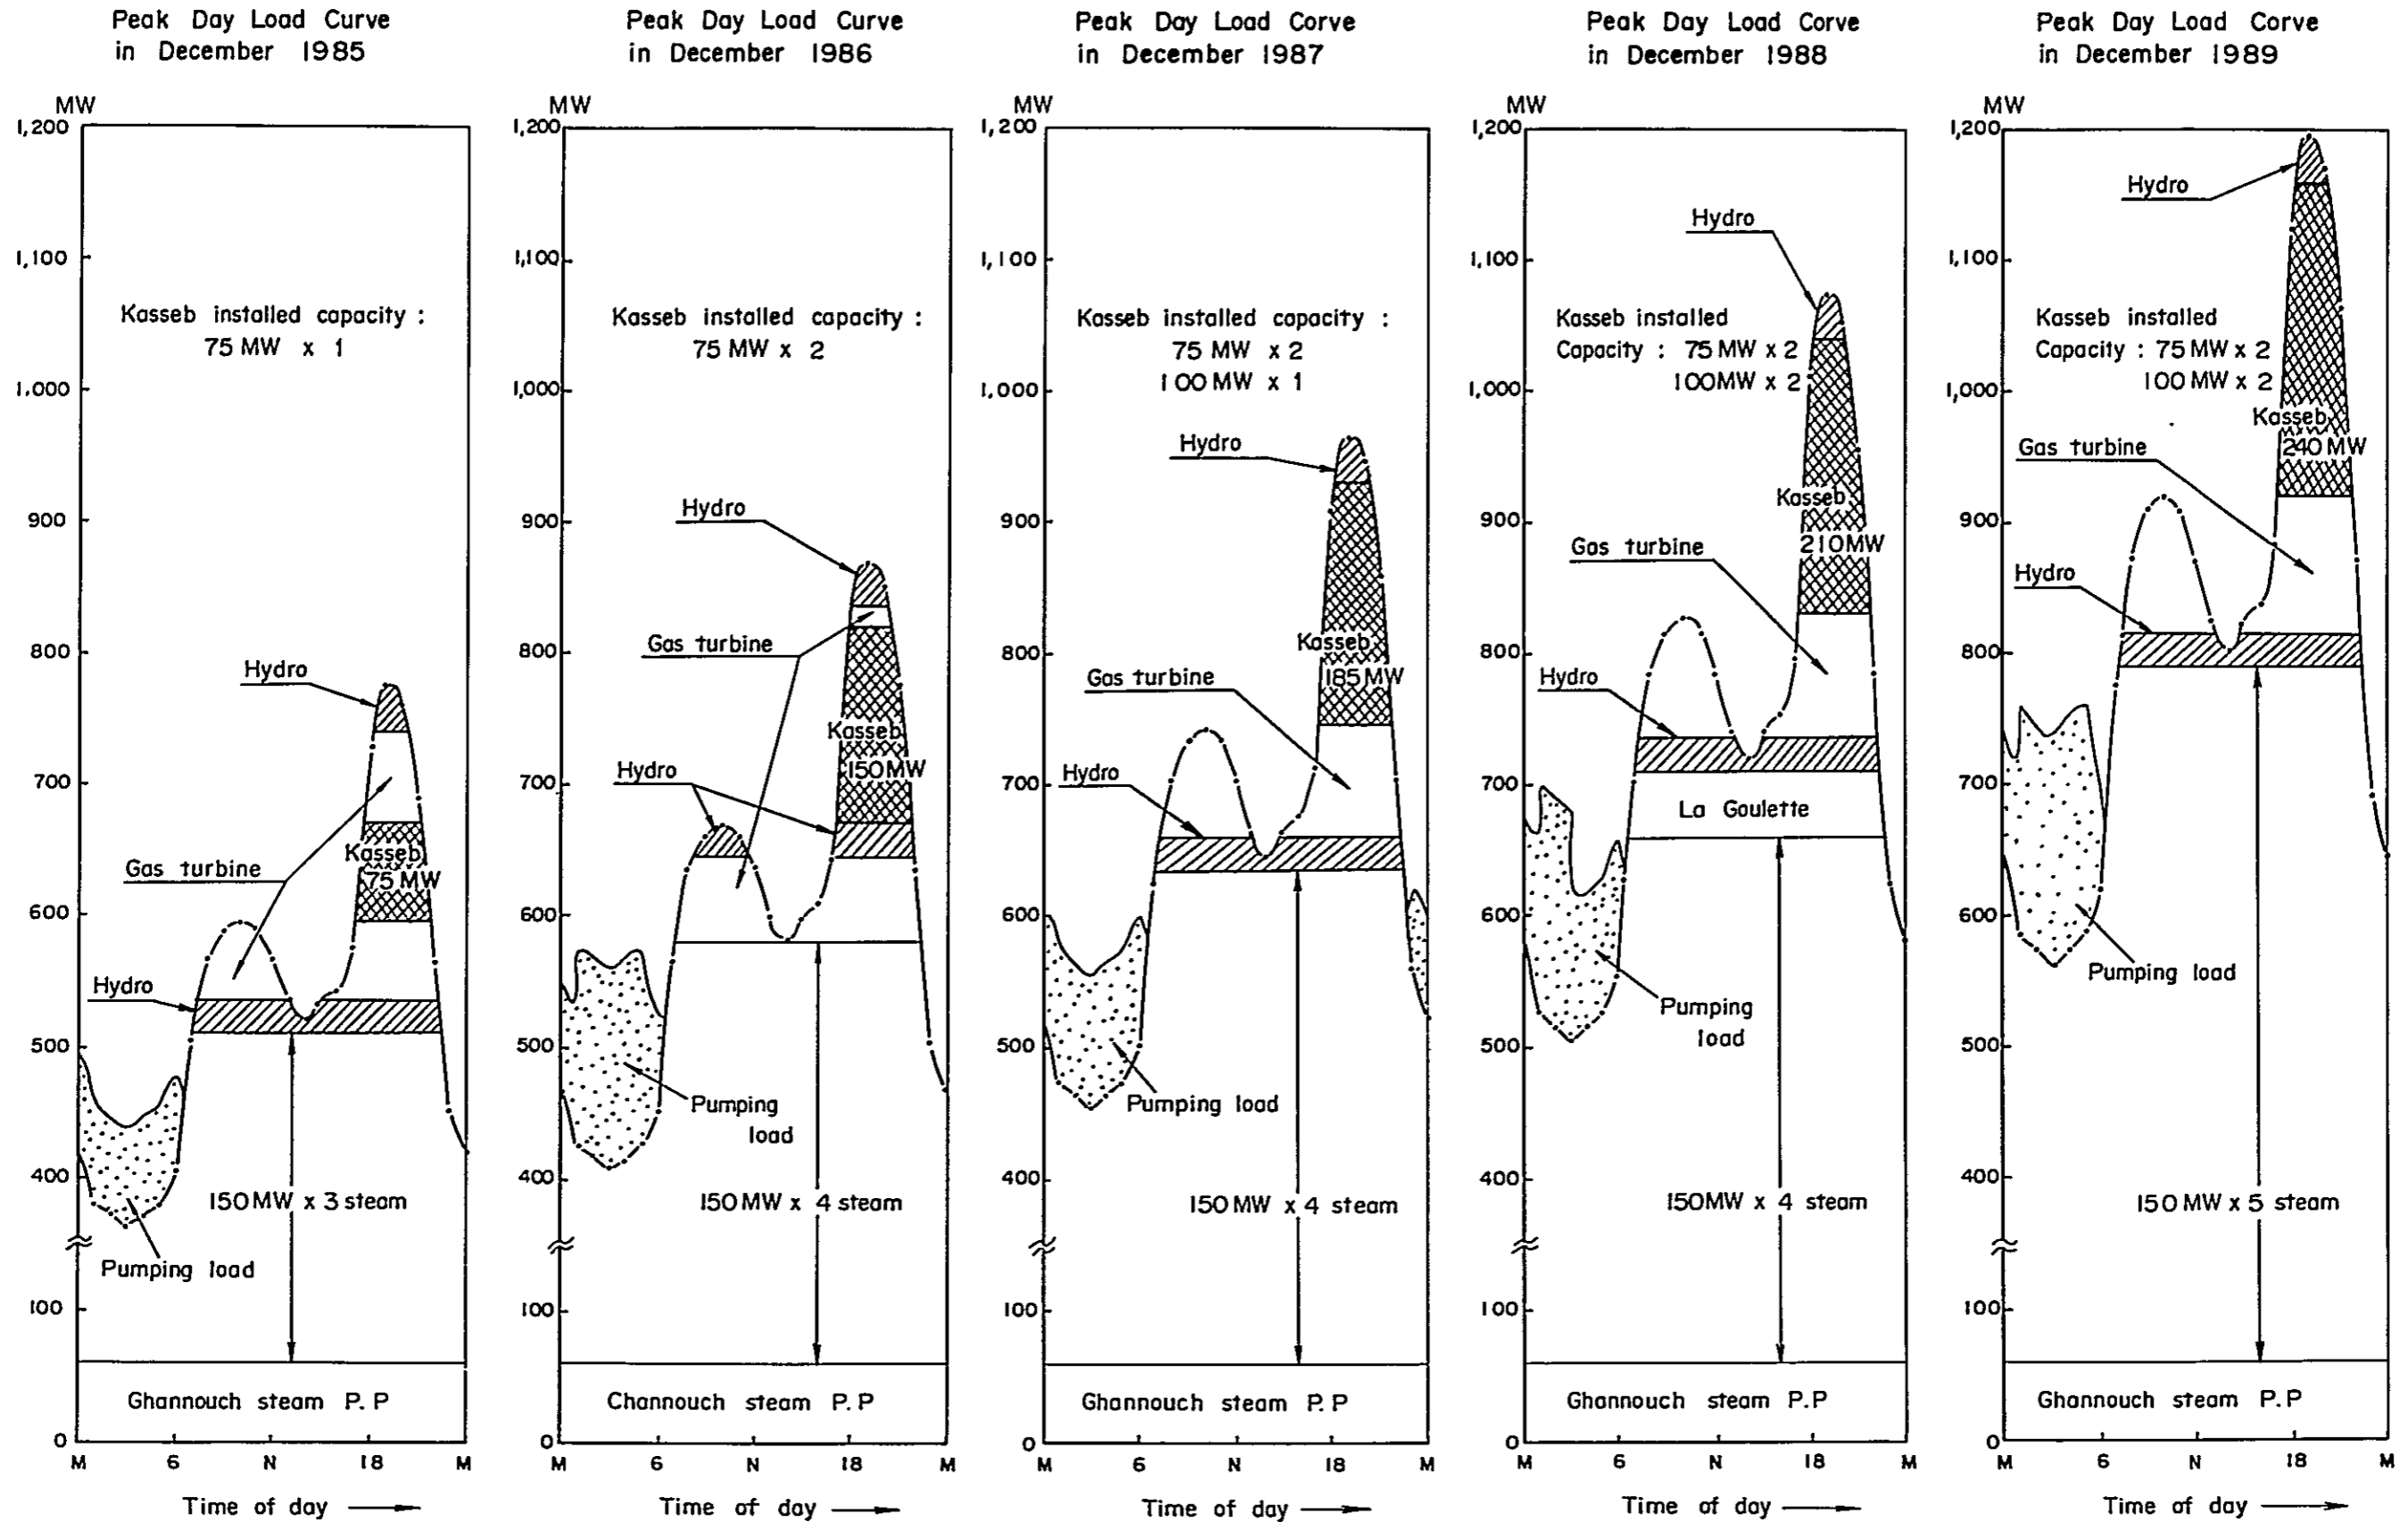 Peak Day Load Curve
in December 1985
MW
1,200
1,100
1,000
900
800
700
600
500
400
100
0
Kasseb installed capacity :
75 MW x 1
Hydro
Gas turbine
Kasseb
75 MW
Hydro
150 MW x 3 steam
Pumping load
Ghannouch steam P.P
M 6 N 18 M
Time of day
Peak Day Load Curve
in December 1986
MW
1,200
1,100
1,000
900
800
700
600
500
400
100
0
Kasseb installed capacity :
75 MW x 2
Hydro
Gas turbine
Kasseb
150 MW
Hydro
Pumping
load
150 MW x 4 steam
Channouch steam P.P
M 6 N 18 M
Time of day
Peak Day Load Corve
in December 1987
MW
1,200
1,100
1,000
900
800
700
600
500
400
100
0
Kasseb installed capacity :
75 MW x 2
100 MW x 1
Hydro
Kasseb
185 MW
Gas turbine
Hydro
Pumping load
150 MW x 4 steam
Ghannouch steam P.P
M 6 N 18 M
Time of day
Peak Day Load Corve
in December 1988
MW
1,200
1,100
1,000
900
800
700
600
500
400
100
0
Hydro
Kasseb installed
Capacity : 75 MW x 2
100MW x 2
Kasseb
210 MW
Gas turbine
Hydro
La Goulette
Pumping
load
150MW x 4 steam
Ghannouch steam P.P
M 6 N 18 M
Time of day
Peak Day Load Corve
in December 1989
MW
1,200
1,100
1,000
900
800
700
600
500
400
100
0
Hydro
Kasseb installed
Capacity : 75 MW x 2
100 MW x 2
Kasseb
240 MW
Gas turbine
Hydro
Pumping load
150 MW x 5 steam
Ghannouch steam P.P
M 6 N 18 M
Time of day